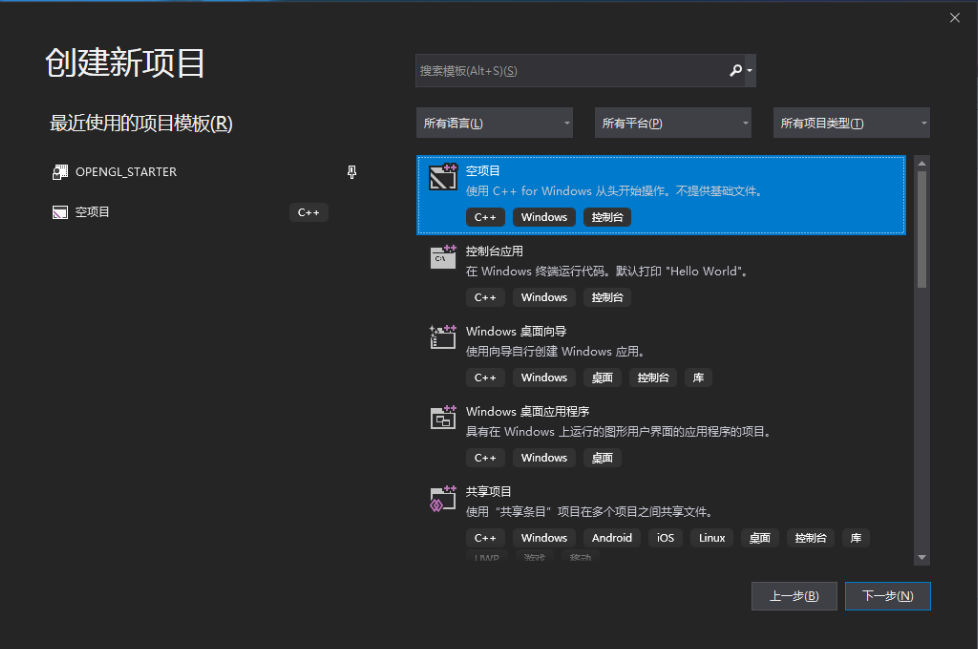 创建新项目
最近使用的项目模板(R)
OPENGL_STARTER
空项目 C++
搜索模板(Alt+S)(S)
所有语言(L) 所有平台(P) 所有项目类型(T)
空项目
使用 C++ for Windows 从头开始操作。不提供基础文件。
C++ Windows 控制台
控制台应用
在 Windows 终端运行代码。默认打印 "Hello World"。
C++ Windows 控制台
Windows 桌面向导
使用向导自行创建 Windows 应用。
C++ Windows 桌面 控制台 库
Windows 桌面应用程序
具有在 Windows 上运行的图形用户界面的应用程序的项目。
C++ Windows 桌面
共享项目
使用“共享条目”项目在多个项目之间共享文件。
C++ Windows Android iOS Linux 桌面 控制台 库
UWP 游戏 移动
上一步(B) 下一步(N)